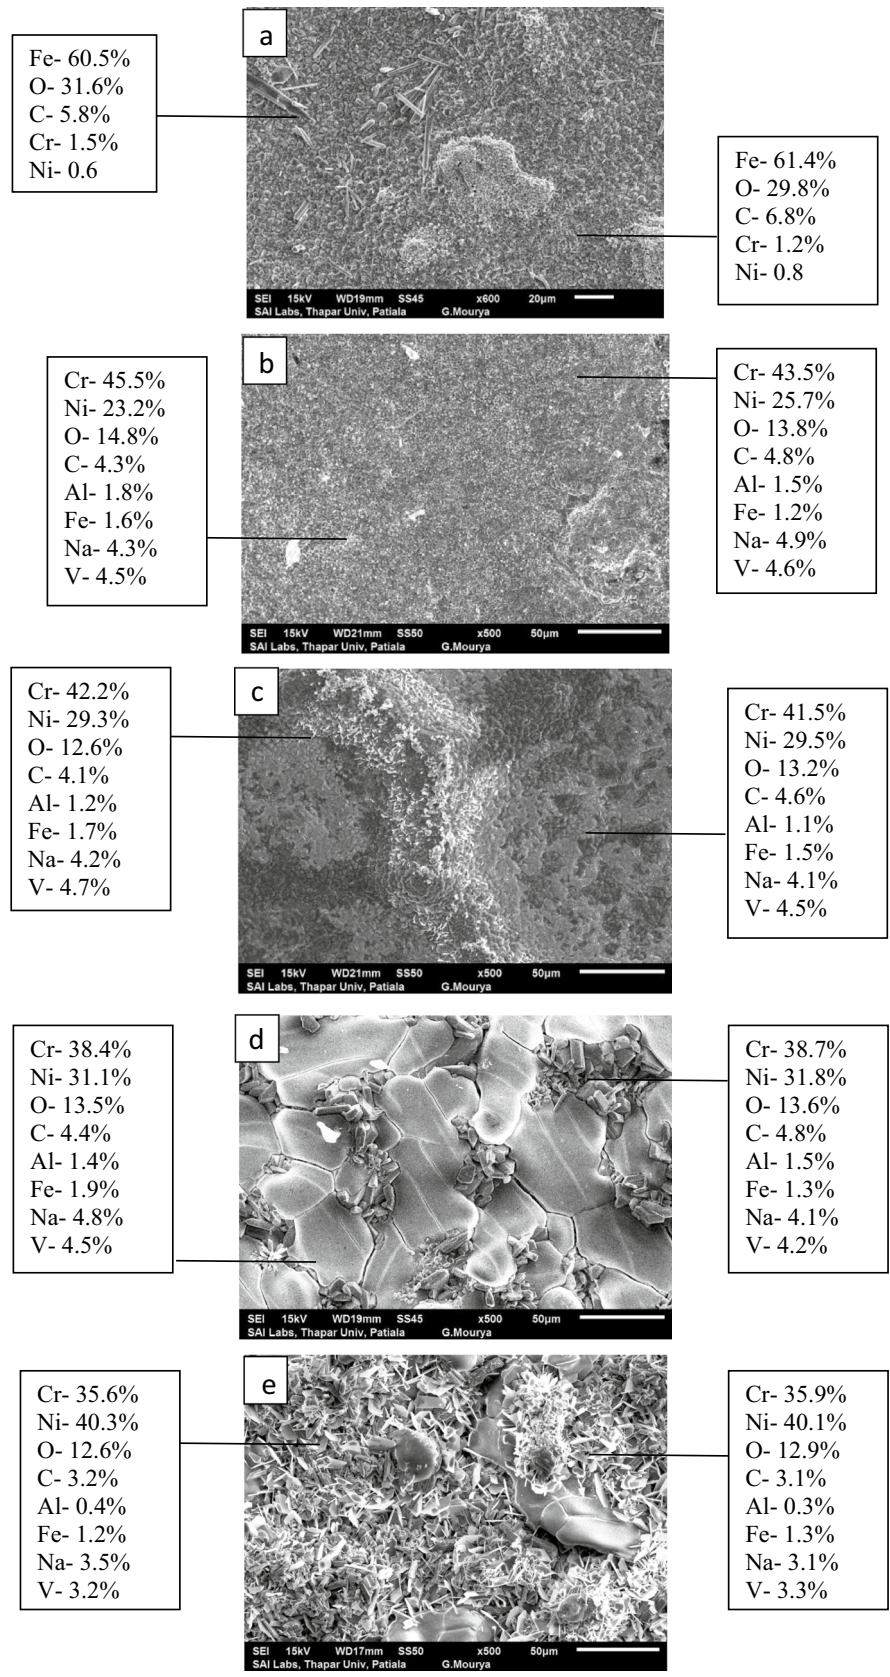 a
Fe- 60.5%
O- 31.6%
C- 5.8%
Cr- 1.5%
Ni- 0.6
Fe- 61.4%
O- 29.8%
C- 6.8%
Cr- 1.2%
Ni- 0.8
SEI 15kV WD19mm SS45 x600 20µm
SAI Labs, Thapar Univ, Patiala G.Mourya
b
Cr- 45.5%
Ni- 23.2%
O- 14.8%
C- 4.3%
Al- 1.8%
Fe- 1.6%
Na- 4.3%
V- 4.5%
Cr- 43.5%
Ni- 25.7%
O- 13.8%
C- 4.8%
Al- 1.5%
Fe- 1.2%
Na- 4.9%
V- 4.6%
SEI 15kV WD21mm SS50 x500 50µm
SAI Labs, Thapar Univ, Patiala G.Mourya
c
Cr- 42.2%
Ni- 29.3%
O- 12.6%
C- 4.1%
Al- 1.2%
Fe- 1.7%
Na- 4.2%
V- 4.7%
Cr- 41.5%
Ni- 29.5%
O- 13.2%
C- 4.6%
Al- 1.1%
Fe- 1.5%
Na- 4.1%
V- 4.5%
SEI 15kV WD21mm SS50 x500 50µm
SAI Labs, Thapar Univ, Patiala G.Mourya
d
Cr- 38.4%
Ni- 31.1%
O- 13.5%
C- 4.4%
Al- 1.4%
Fe- 1.9%
Na- 4.8%
V- 4.5%
Cr- 38.7%
Ni- 31.8%
O- 13.6%
C- 4.8%
Al- 1.5%
Fe- 1.3%
Na- 4.1%
V- 4.2%
SEI 15kV WD19mm SS45 x500 50µm
SAI Labs, Thapar Univ, Patiala G.Mourya
e
Cr- 35.6%
Ni- 40.3%
O- 12.6%
C- 3.2%
Al- 0.4%
Fe- 1.2%
Na- 3.5%
V- 3.2%
Cr- 35.9%
Ni- 40.1%
O- 12.9%
C- 3.1%
Al- 0.3%
Fe- 1.3%
Na- 3.1%
V- 3.3%
SEI 15kV WD17mm SS50 x500 50µm
SAI Labs, Thapar Univ, Patiala G.Mourya